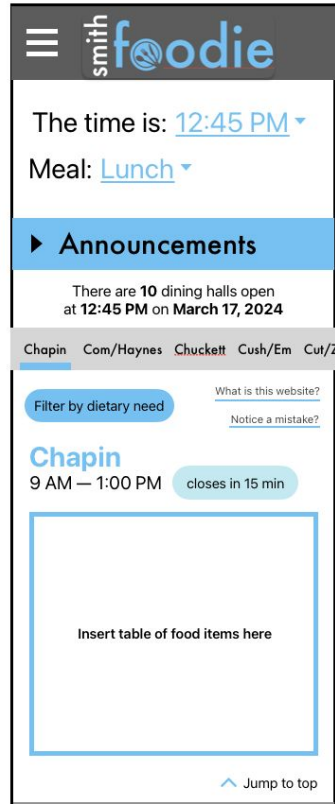 smith foodie
The time is: 12:45 PM
Meal: Lunch
Announcements
There are 10 dining halls open
at 12:45 PM on March 17, 2024
Chapin Com/Haynes Chuckett Cush/Em Cut/Z
Filter by dietary need
What is this website?
Notice a mistake?
Chapin
9 AM — 1:00 PM
closes in 15 min
Insert table of food items here
Jump to top